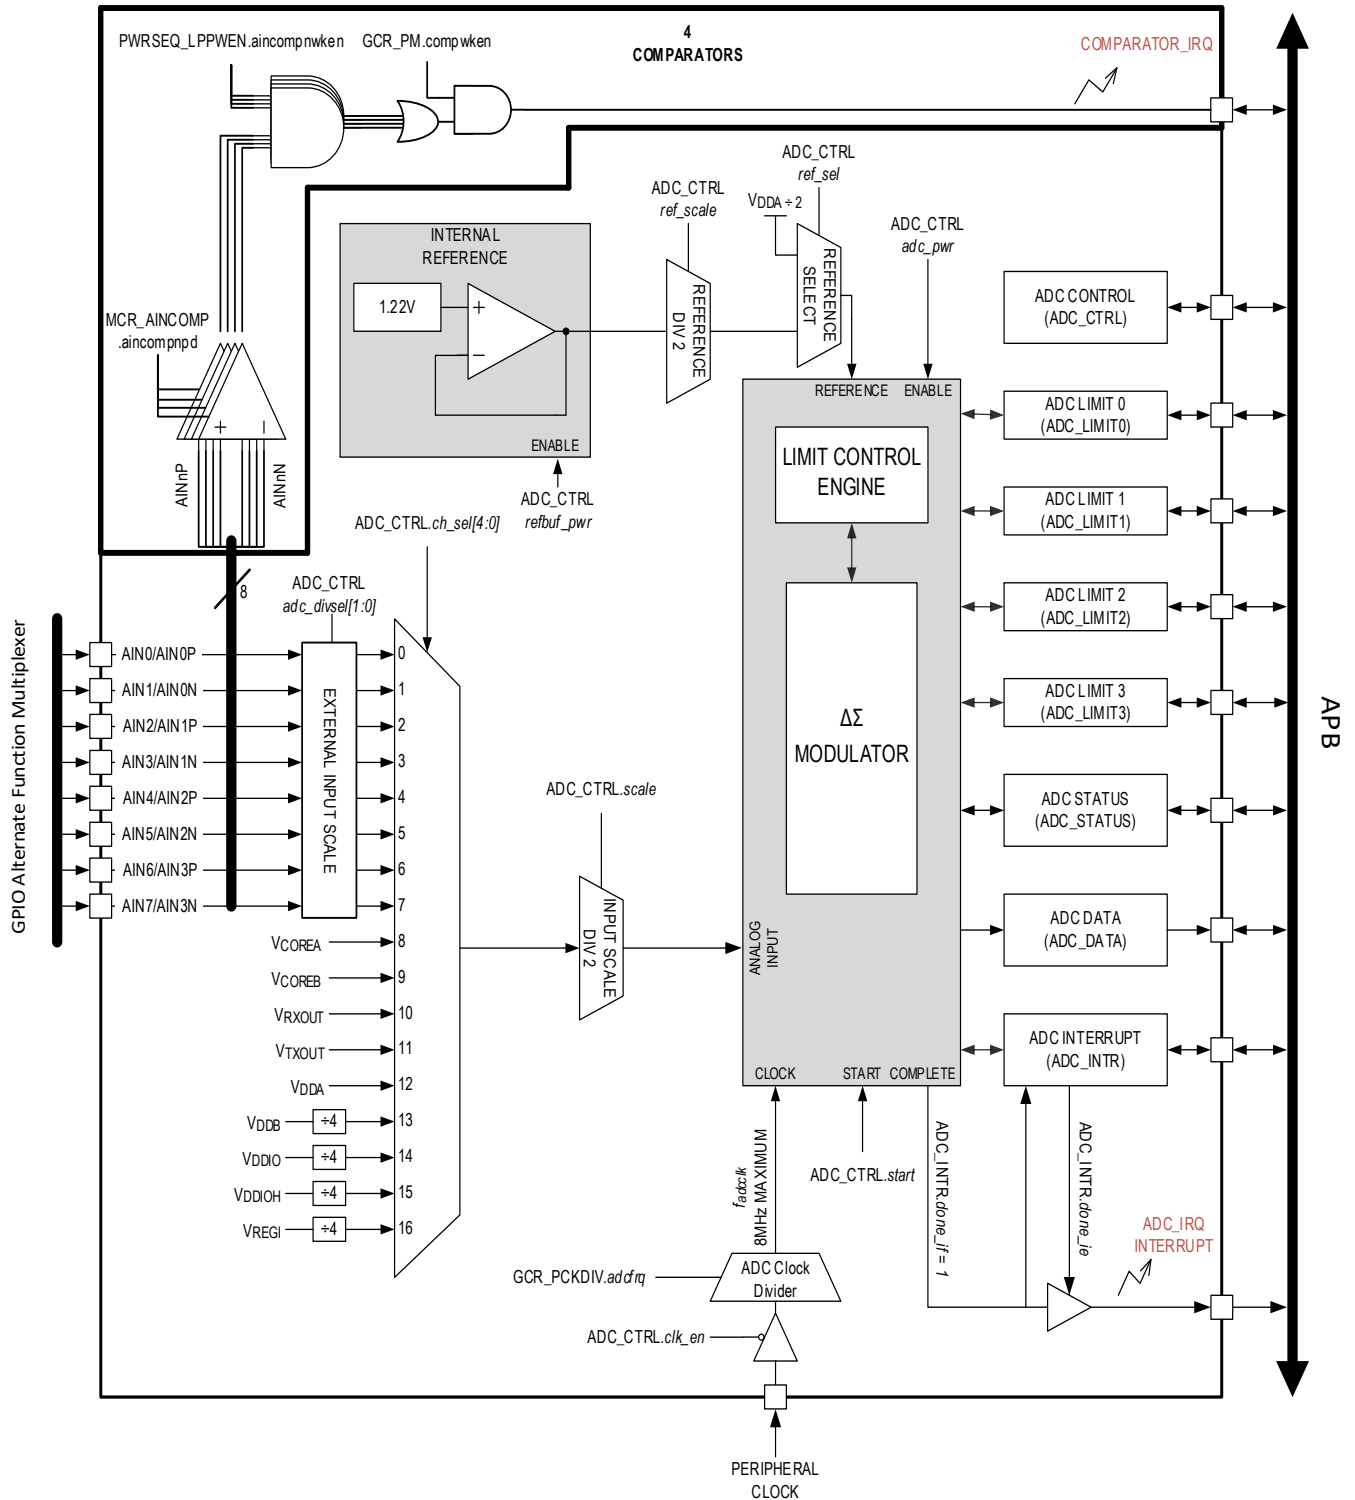 PWRSEQ_LPPWEN.aincompnwken
GCR_PM.compwken
4
COMPARATORS
COMPARATOR_IRQ
ADC_CTRL
ref_sel
ADC_CTRL
ref_scale
VDDA ÷ 2
ADC_CTRL
adc_pwr
INTERNAL
REFERENCE
1.22V
+
−
ENABLE
REFERENCE
DIV 2
REFERENCE
SELECT
MCR_AINCOMP
.aincompnpd
+
−
AINnP
AINnN
ADC_CTRL
refbuf_pwr
ADC_CTRL.ch_sel[4:0]
8
ADC_CTRL
adc_divsel[1:0]
REFERENCE
ENABLE
LIMIT CONTROL
ENGINE
ΔΣ
MODULATOR
ANALOG
INPUT
CLOCK
START
COMPLETE
ADC CONTROL
(ADC_CTRL)
ADC LIMIT 0
(ADC_LIMIT0)
ADC LIMIT 1
(ADC_LIMIT1)
ADC LIMIT 2
(ADC_LIMIT2)
ADC LIMIT 3
(ADC_LIMIT3)
ADC STATUS
(ADC_STATUS)
ADC DATA
(ADC_DATA)
ADC INTERRUPT
(ADC_INTR)
APB
GPIO Alternate Function Multiplexer
AIN0/AIN0P
AIN1/AIN0N
AIN2/AIN1P
AIN3/AIN1N
AIN4/AIN2P
AIN5/AIN2N
AIN6/AIN3P
AIN7/AIN3N
EXTERNAL INPUT SCALE
0
1
2
3
4
5
6
7
VCOREA
8
VCOREB
9
VRXOUT
10
VTXOUT
11
VDDA
12
VDDB
÷4
13
VDDIO
÷4
14
VDDIOH
÷4
15
VREGI
÷4
16
ADC_CTRL.scale
INPUT SCALE
DIV 2
fadcclk
8MHz MAXIMUM
ADC_CTRL.start
ADC_INTR.done_if = 1
ADC_INTR.done_ie
ADC_IRQ
INTERRUPT
GCR_PCKDIV.adcfrq
ADC Clock
Divider
ADC_CTRL.clk_en
PERIPHERAL
CLOCK